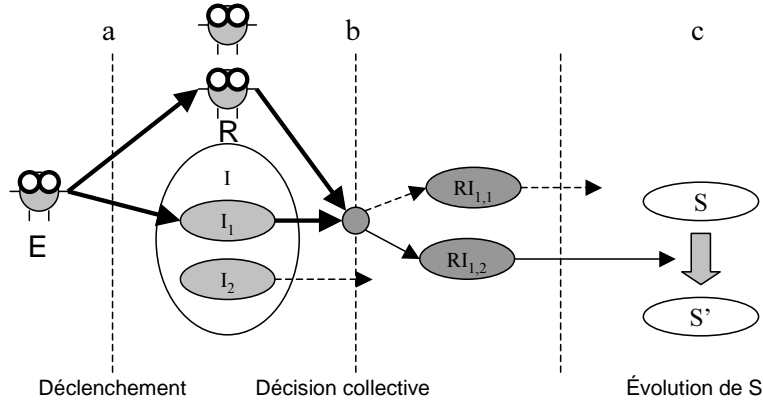 a
b
c
R
E
I
I1
I2
RI1,1
RI1,2
S
S’
Déclenchement
Décision collective
Évolution de S